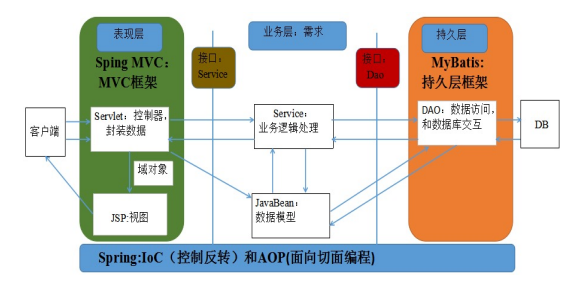 表现层
业务层：需求
持久层
Sping MVC：
MVC框架
接口：
Service
接口：
Dao
MyBatis:
持久层框架
客户端
Servlet：控制器，
封装数据
Service：
业务逻辑处理
DAO：数据访问，
和数据库交互
DB
域对象
JSP:视图
JavaBean：
数据模型
Spring:IoC（控制反转）和AOP(面向切面编程)